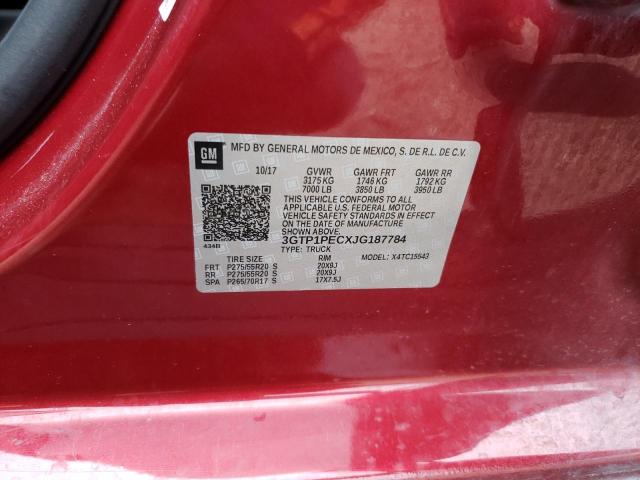 GM MFD BY GENERAL MOTORS DE MEXICO, S. DE R.L. DE C.V.
10/17 GVWR GAWR FRT GAWR RR
3175 KG 1746 KG 1792 KG
7000 LB 3850 LB 3950 LB
THIS VEHICLE CONFORMS TO ALL
APPLICABLE U.S. FEDERAL MOTOR
VEHICLE SAFETY STANDARDS IN EFFECT
ON THE DATE OF MANUFACTURE
SHOWN ABOVE.
434B 3GTP1PECXJG187784
TYPE: TRUCK
TIRE SIZE RIM MODEL: X4TC15543
FRT P275/55R20 S 20X9J
RR P275/55R20 S 20X9J
SPA P265/70R17 S 17X7.5J